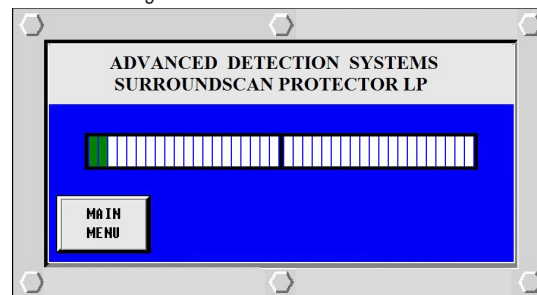 ADVANCED DETECTION SYSTEMS
SURROUNDSCAN PROTECTOR LP
MAIN
MENU